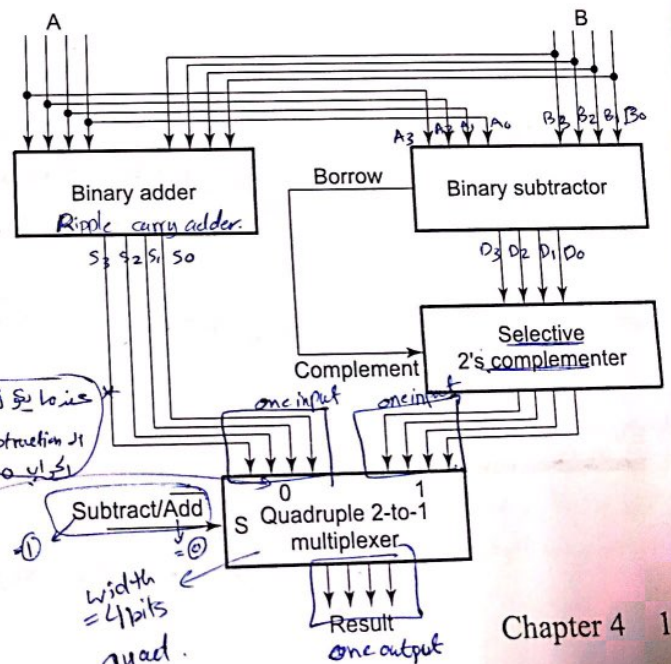 A
B
A3 A2 A1 A0
B3 B2 B1 B0
Borrow
Binary adder
Ripple carry adder.
Binary subtractor
S3 S2 S1 S0
D3 D2 D1 D0
Selective
2's complementer
Complement
one input
one input
0 1
Subtract/Add
S Quadruple 2-to-1
multiplexer
=1
=0
width
=4bits
quad.
Result
one output
Chapter 4 1